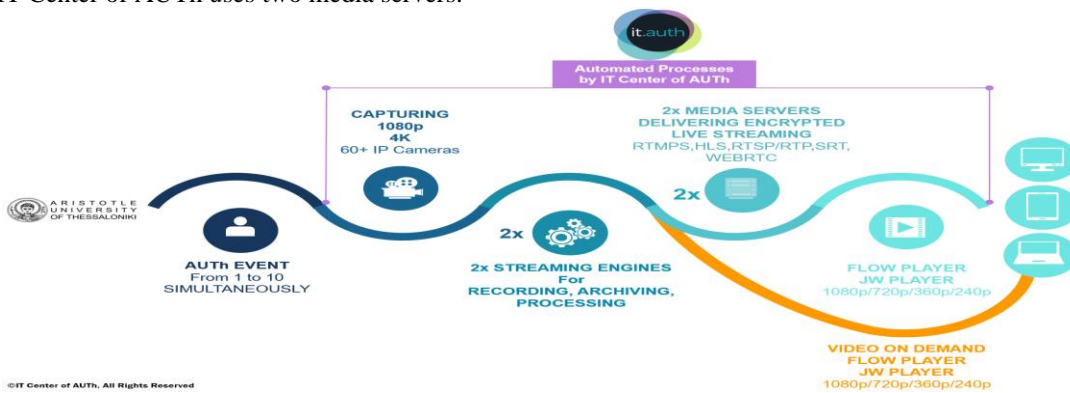 IT Center of AUTh uses two media servers.
it.auth
Automated Processes
by IT Center of AUTh
CAPTURING
1080p
4K
60+ IP Cameras
2x MEDIA SERVERS
DELIVERING ENCRYPTED
LIVE STREAMING
RTMPS,HLS,RTSP/RTP,SRT,
WEBRTC
2x
ARISTOTLE
UNIVERSITY
OF THESSALONIKI
2x
AUTh EVENT
From 1 to 10
SIMULTANEOUSLY
2x STREAMING ENGINES
For
RECORDING, ARCHIVING,
PROCESSING
FLOW PLAYER
JW PLAYER
1080p/720p/360p/240p
VIDEO ON DEMAND
FLOW PLAYER
JW PLAYER
1080p/720p/360p/240p
©IT Center of AUTh, All Rights Reserved